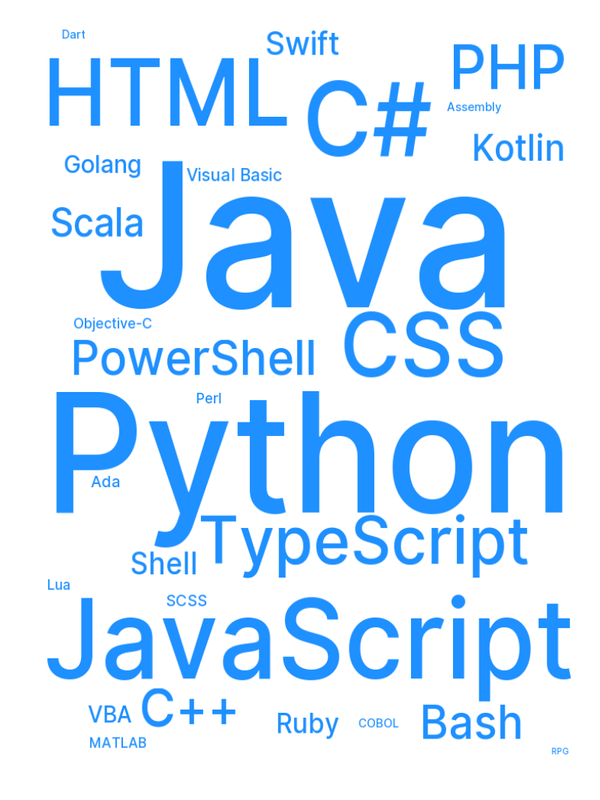 Dart
Swift
PHP
HTML
C#
Assembly
Kotlin
Golang
Visual Basic
Java
Scala
Objective-C
CSS
PowerShell
Perl
Python
Ada
TypeScript
Shell
Lua
SCSS
JavaScript
VBA
C++
Ruby
COBOL
Bash
MATLAB
RPG